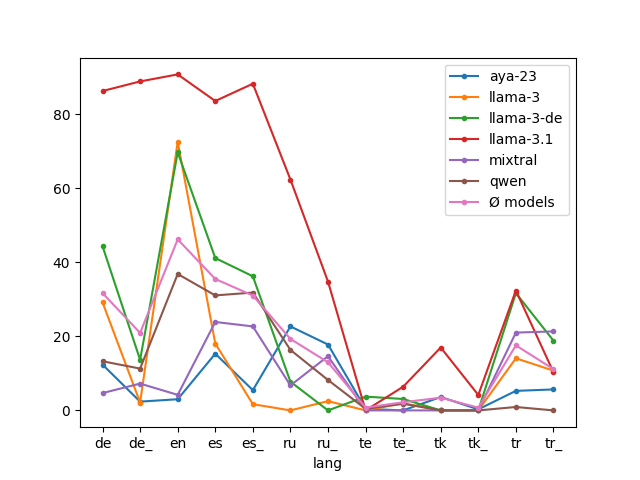 80
60
40
20
0
aya-23
llama-3
llama-3-de
llama-3.1
mixtral
qwen
Ø models
de de_ en es es_ ru ru_ te te_ tk tk_ tr tr_
lang